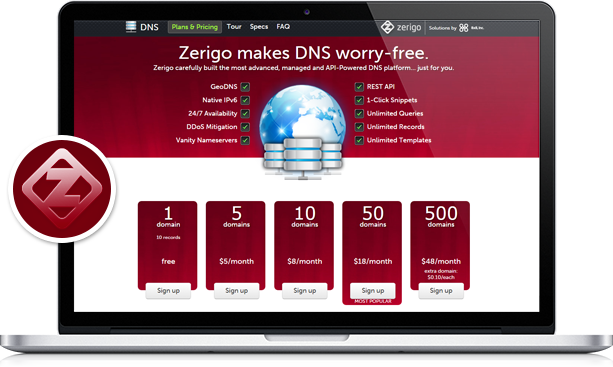 DNS
Plans & Pricing
Tour
Specs
FAQ
zerigo
Solutions by
Zerigo makes DNS worry-free.
Zerigo carefully built the most advanced, managed and API-Powered DNS platform... just for you.
GeoDNS
Native IPv6
24/7 Availability
DDoS Mitigation
Vanity Nameservers
REST API
1-Click Snippets
Unlimited Queries
Unlimited Records
Unlimited Templates
Z
1
domain
10 records
free
Sign up
5
domains
$5/month
Sign up
10
domains
$8/month
Sign up
50
domains
$18/month
Sign up
MOST POPULAR
500
domains
$48/month
extra domain:
$0.10/each
Sign up